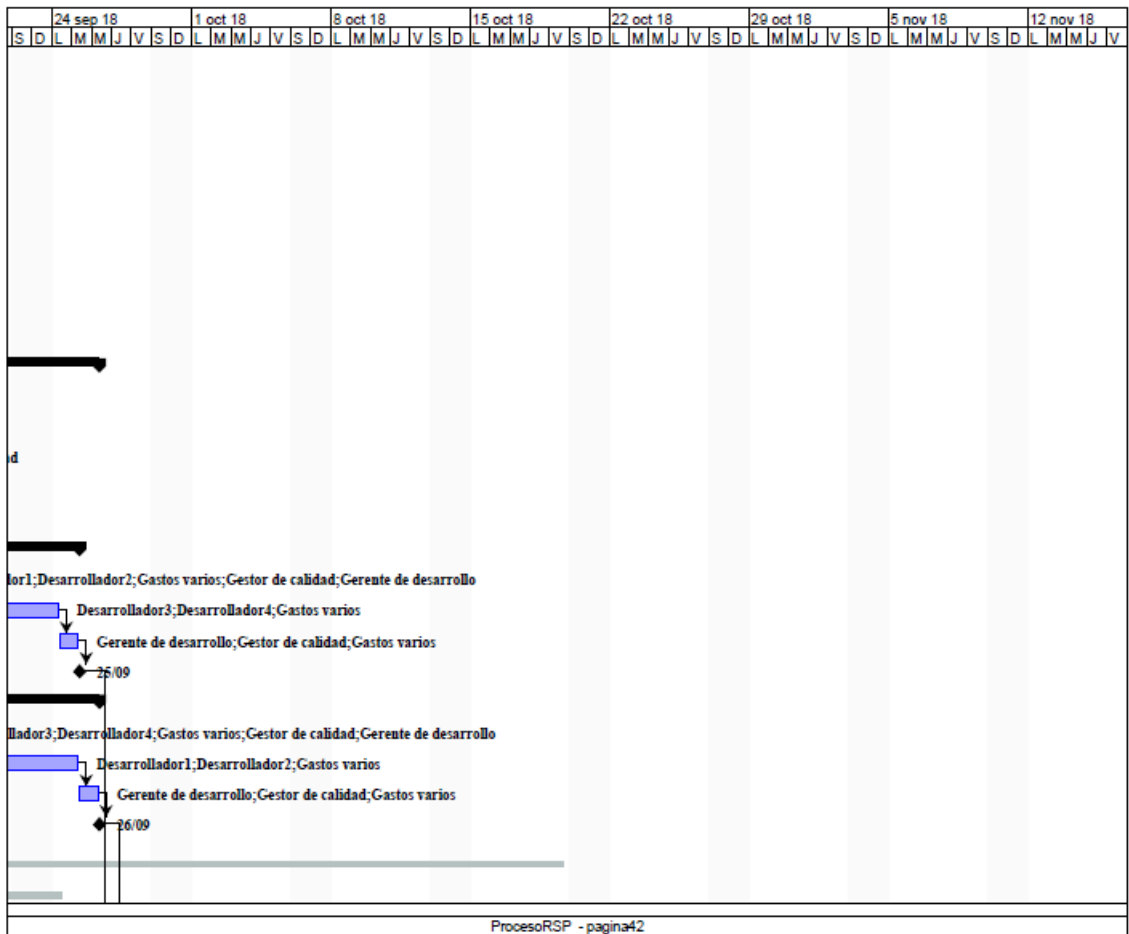 24 sep 18 1 oct 18 8 oct 18 15 oct 18 22 oct 18 29 oct 18 5 nov 18 12 nov 18
S D L M M J V S D L M M J V S D L M M J V S D L M M J V S D L M M J V S D L M M J V S D L M M J V S D L M M J V
d
lor1;Desarrollador2;Gastos varios;Gestor de calidad;Gerente de desarrollo
Desarrollador3;Desarrollador4;Gastos varios
Gerente de desarrollo;Gestor de calidad;Gastos varios
25/09
llador3;Desarrollador4;Gastos varios;Gestor de calidad;Gerente de desarrollo
Desarrollador1;Desarrollador2;Gastos varios
Gerente de desarrollo;Gestor de calidad;Gastos varios
26/09
ProcesoRSP - pagina42